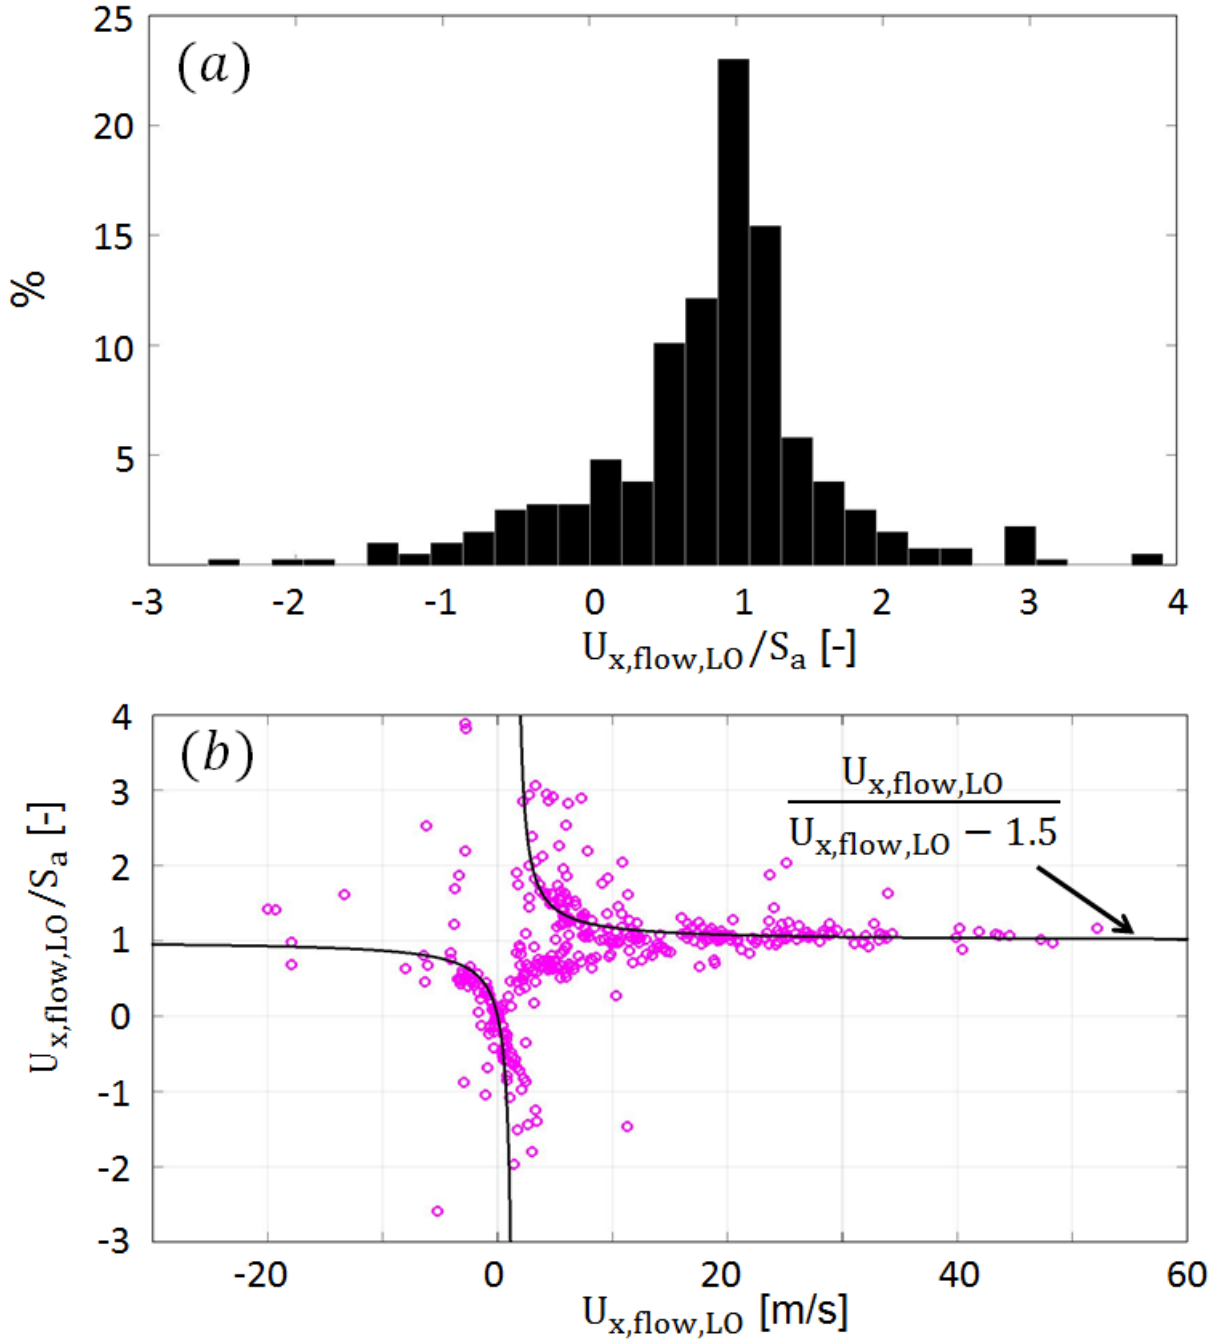 25
(a)
20
15
%
10
5
-3 -2 -1 0 1 2 3 4
U_x,flow,LO/S_a [-]
4
(b)
U_x,flow,LO
U_x,flow,LO − 1.5
3
2
U_x,flow,LO/S_a [-]
1
0
-1
-2
-3
-20 0 20 40 60
U_x,flow,LO [m/s]